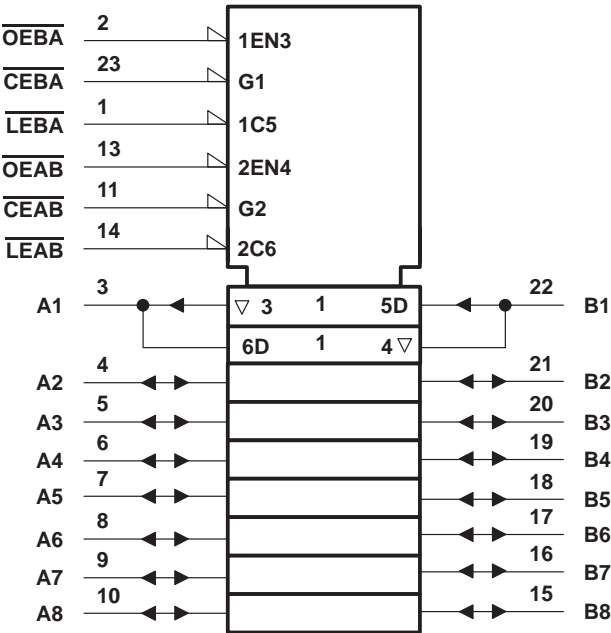 OEBA 2 1EN3
CEBA 23 G1
LEBA 1 1C5
OEAB 13 2EN4
CEAB 11 G2
LEAB 14 2C6
A1 3 ▽ 3 1 5D 22 B1
6D 1 4 ▽
A2 4 21 B2
A3 5 20 B3
A4 6 19 B4
A5 7 18 B5
A6 8 17 B6
A7 9 16 B7
A8 10 15 B8